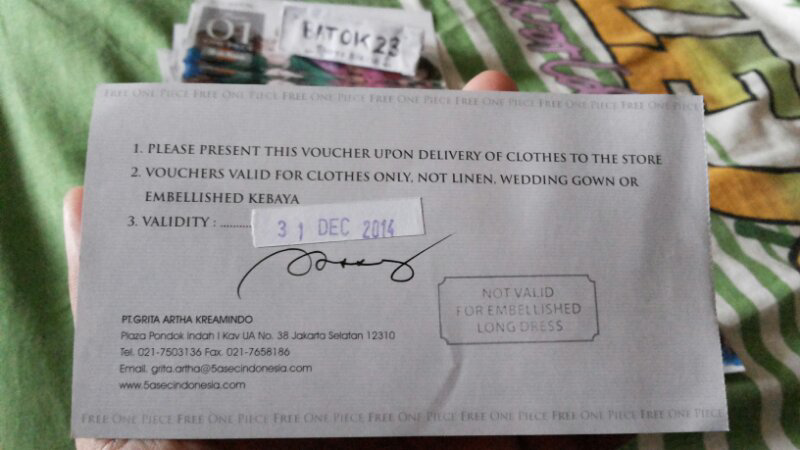 01
BATOK 23
FREE ONE PIECE FREE ONE PIECE FREE ONE PIECE FREE ONE PIECE FREE ONE PIECE FREE ONE PIECE FREE ONE PIECE
1. PLEASE PRESENT THIS VOUCHER UPON DELIVERY OF CLOTHES TO THE STORE
2. VOUCHERS VALID FOR CLOTHES ONLY, NOT LINEN, WEDDING GOWN OR
EMBELLISHED KEBAYA
3. VALIDITY : .......... 31 DEC 2014
NOT VALID
FOR EMBELLISHED
LONG DRESS
PT.GRITA ARTHA KREAMINDO
Plaza Pondok Indah I Kav UA No. 38 Jakarta Selatan 12310
Tel. 021-7503136 Fax. 021-7658186
Email. grita.artha@5asecindonesia.com
www.5asecindonesia.com
FREE ONE PIECE FREE ONE PIECE FREE ONE PIECE FREE ONE PIECE FREE ONE PIECE FREE ONE PIECE FREE ONE PIECE